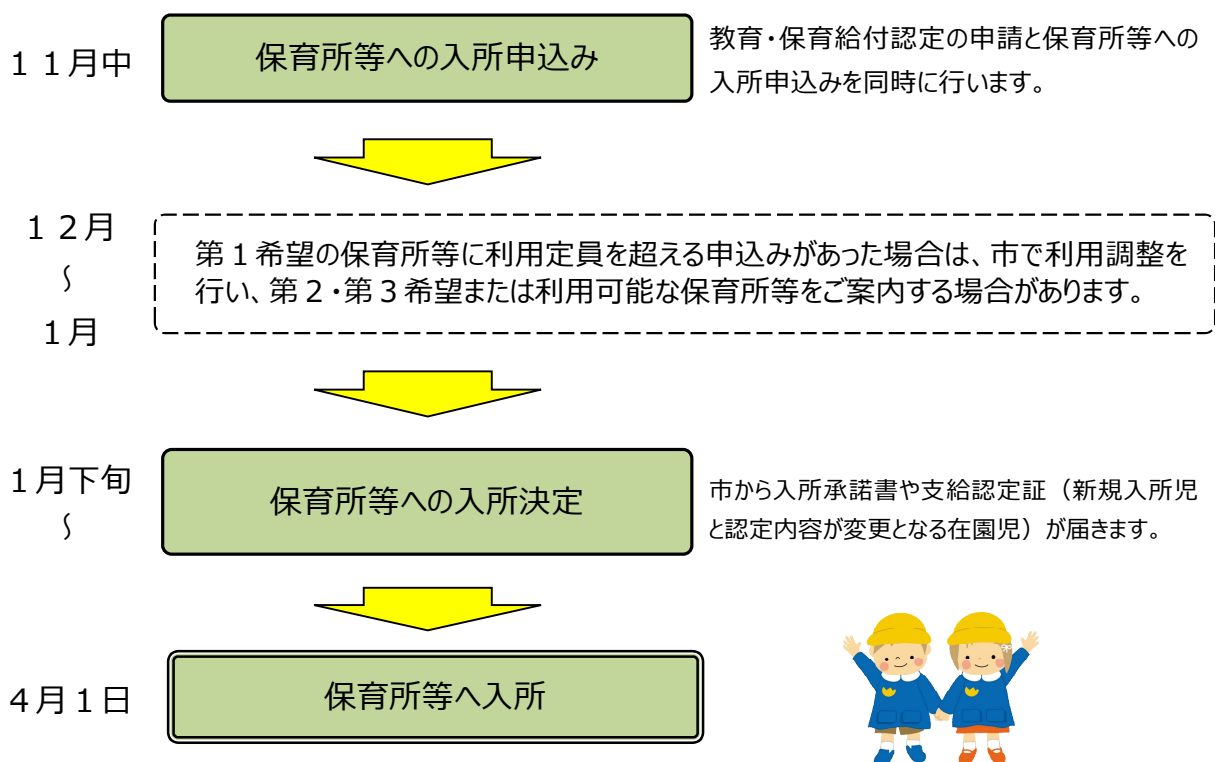 １１月中
保育所等への入所申込み
教育・保育給付認定の申請と保育所等への
入所申込みを同時に行います。
１２月
～
１月
第１希望の保育所等に利用定員を超える申込みがあった場合は、市で利用調整を
行い、第２・第３希望または利用可能な保育所等をご案内する場合があります。
１月下旬
～
保育所等への入所決定
市から入所承諾書や支給認定証（新規入所児
と認定内容が変更となる在園児）が届きます。
４月１日
保育所等へ入所